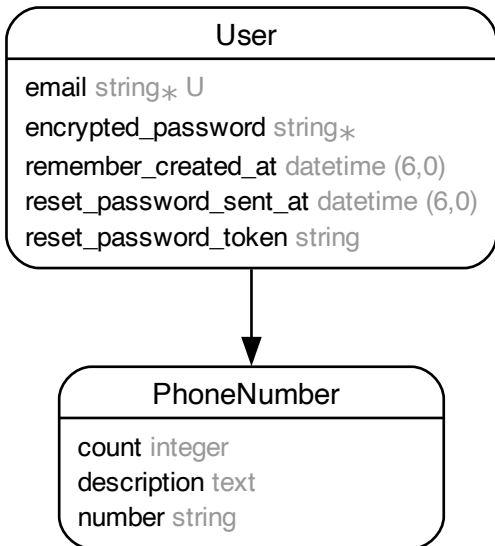 User
email string∗ U
encrypted_password string∗
remember_created_at datetime (6,0)
reset_password_sent_at datetime (6,0)
reset_password_token string
PhoneNumber
count integer
description text
number string